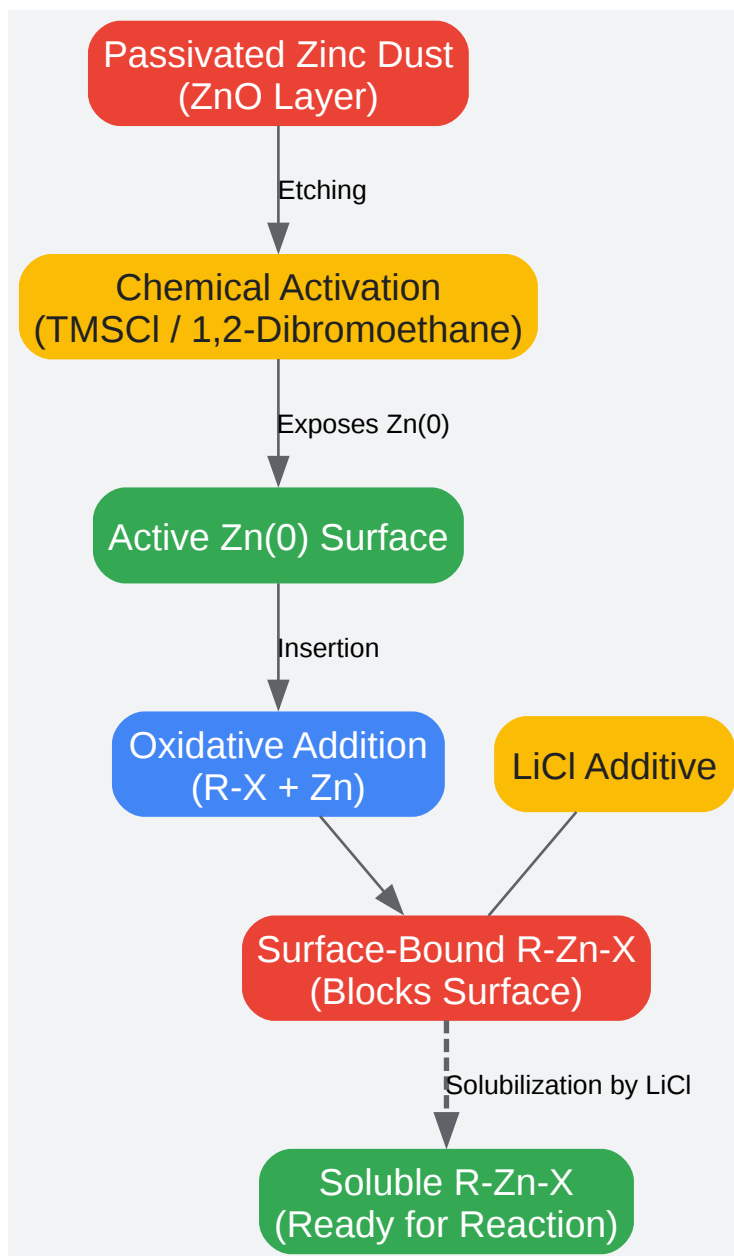 Passivated Zinc Dust
(ZnO Layer)
Etching
Chemical Activation
(TMSCl / 1,2-Dibromoethane)
Exposes Zn(0)
Active Zn(0) Surface
Insertion
Oxidative Addition
(R-X + Zn)
LiCl Additive
Surface-Bound R-Zn-X
(Blocks Surface)
Solubilization by LiCl
Soluble R-Zn-X
(Ready for Reaction)